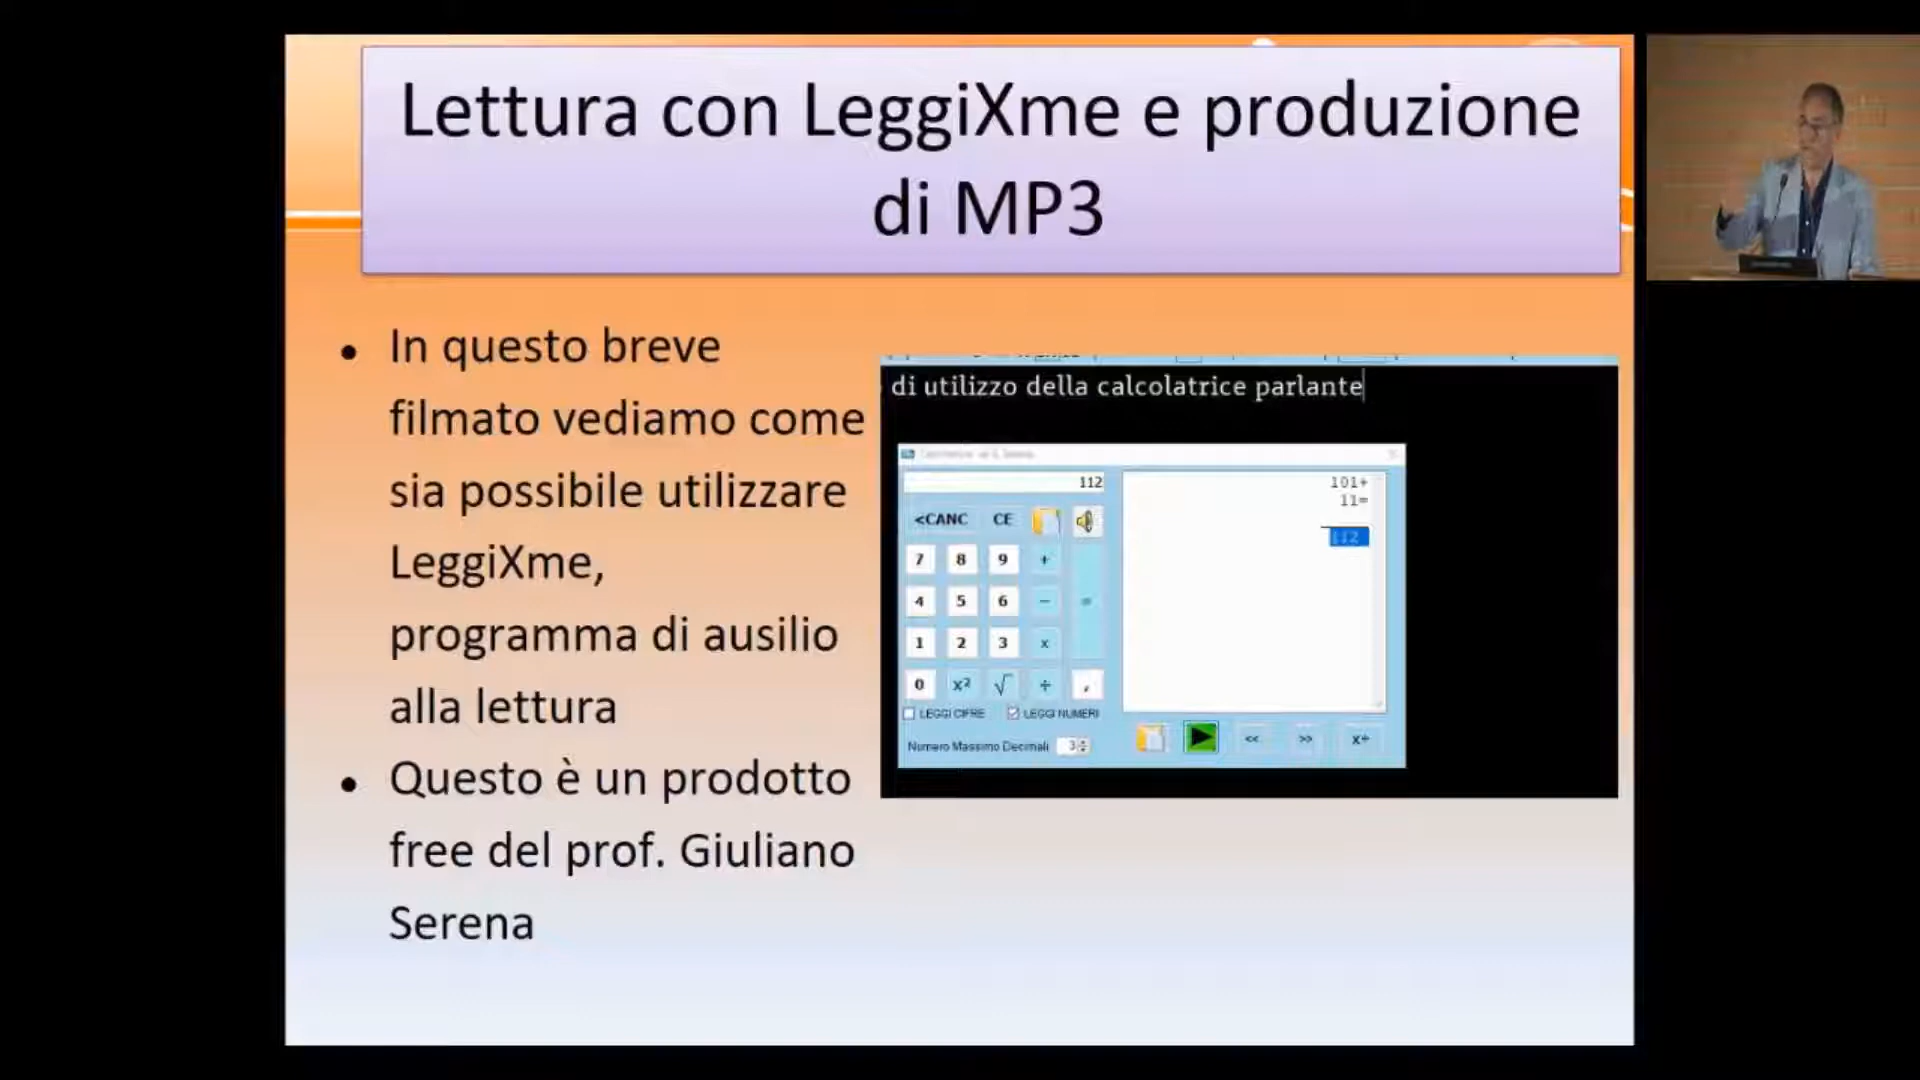 Lettura con LeggiXme e produzione
di MP3
In questo breve
filmato vediamo come
sia possibile utilizzare
LeggiXme,
programma di ausilio
alla lettura
Questo è un prodotto
free del prof. Giuliano
Serena
di utilizzo della calcolatrice parlante
112
<CANC CE
7 8 9 +
4 5 6 - =
1 2 3 x
0 x² √ ÷ ,
LEGGI CIFRE LEGGI NUMERI
Numero Massimo Decimali 3
101+
11=
112
<< >> x÷